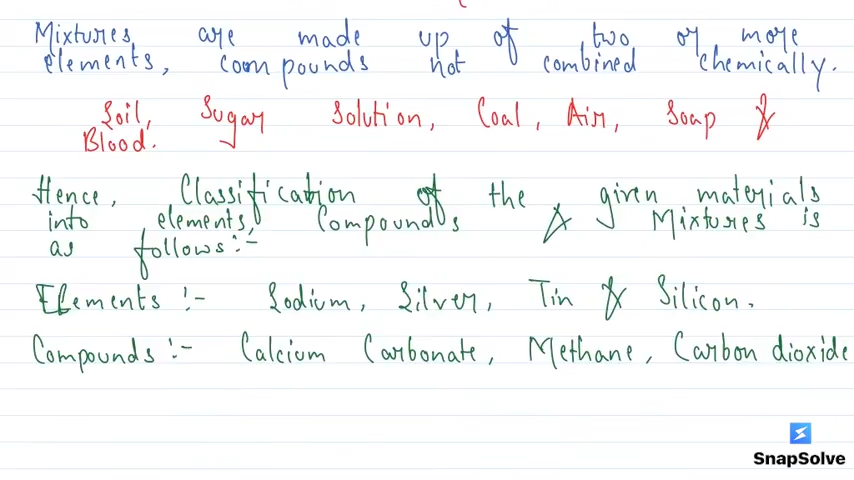 Mixtures are made up of two or more
elements, compounds not combined chemically.
Soil, Sugar Solution, Coal, Air, Soap &
Blood.
Hence, Classification of the given materials
into elements, Compounds & Mixtures is
as follows:-
Elements :- Sodium, Silver, Tin & Silicon.
Compounds :- Calcium Carbonate, Methane, Carbon dioxide
SnapSolve